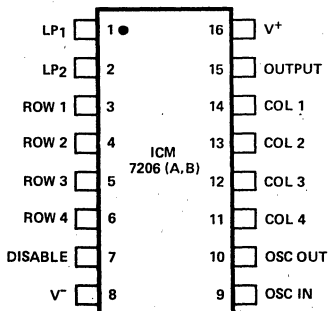 LP1 1 16 V+
LP2 2 15 OUTPUT
ROW 1 3 14 COL 1
ROW 2 4 13 COL 2
ICM
7206 (A,B)
ROW 3 5 12 COL 3
ROW 4 6 11 COL 4
DISABLE 7 10 OSC OUT
V- 8 9 OSC IN